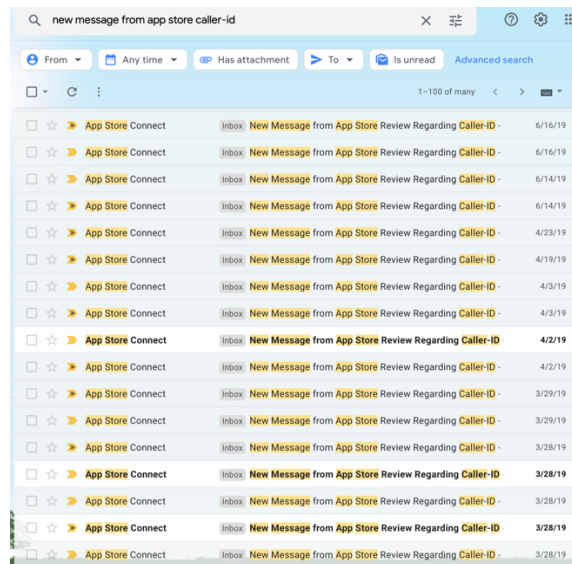 new message from app store caller-id
From Any time Has attachment To Is unread Advanced search
1–100 of many
App Store Connect Inbox New Message from App Store Review Regarding Caller-ID - 6/16/19
App Store Connect Inbox New Message from App Store Review Regarding Caller-ID - 6/16/19
App Store Connect Inbox New Message from App Store Review Regarding Caller-ID - 6/14/19
App Store Connect Inbox New Message from App Store Review Regarding Caller-ID - 6/14/19
App Store Connect Inbox New Message from App Store Review Regarding Caller-ID - 4/23/19
App Store Connect Inbox New Message from App Store Review Regarding Caller-ID - 4/19/19
App Store Connect Inbox New Message from App Store Review Regarding Caller-ID - 4/3/19
App Store Connect Inbox New Message from App Store Review Regarding Caller-ID - 4/3/19
App Store Connect Inbox New Message from App Store Review Regarding Caller-ID 4/2/19
App Store Connect Inbox New Message from App Store Review Regarding Caller-ID - 4/2/19
App Store Connect Inbox New Message from App Store Review Regarding Caller-ID - 3/29/19
App Store Connect Inbox New Message from App Store Review Regarding Caller-ID - 3/29/19
App Store Connect Inbox New Message from App Store Review Regarding Caller-ID - 3/28/19
App Store Connect Inbox New Message from App Store Review Regarding Caller-ID 3/28/19
App Store Connect Inbox New Message from App Store Review Regarding Caller-ID - 3/28/19
App Store Connect Inbox New Message from App Store Review Regarding Caller-ID 3/28/19
App Store Connect Inbox New Message from App Store Review Regarding Caller-ID - 3/28/19